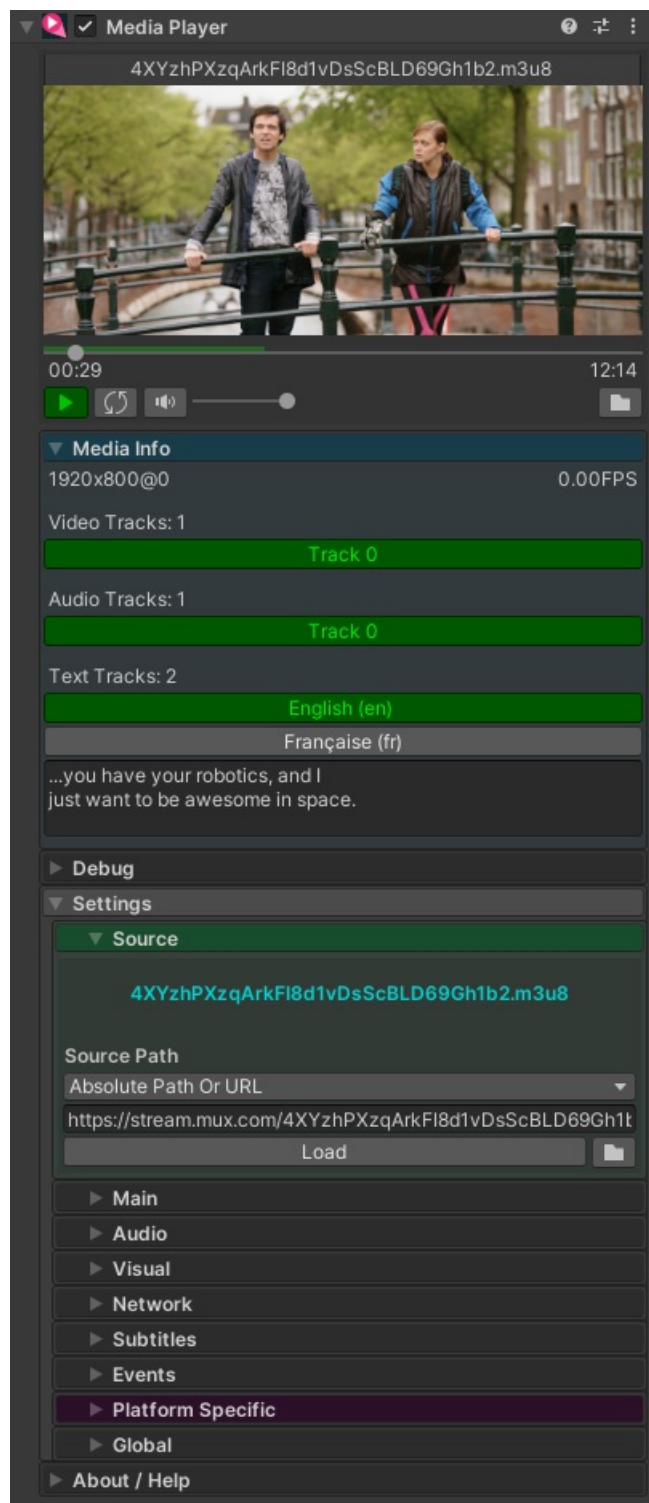 Media Player
4XYzhPXzqArkFI8d1vDsScBLD69Gh1b2.m3u8
00:29 12:14
Media Info
1920x800@0 0.00FPS
Video Tracks: 1
Track 0
Audio Tracks: 1
Track 0
Text Tracks: 2
English (en)
Française (fr)
...you have your robotics, and I
just want to be awesome in space.
Debug
Settings
Source
4XYzhPXzqArkFI8d1vDsScBLD69Gh1b2.m3u8
Source Path
Absolute Path Or URL
https://stream.mux.com/4XYzhPXzqArkFI8d1vDsScBLD69Gh1b
Load
Main
Audio
Visual
Network
Subtitles
Events
Platform Specific
Global
About / Help